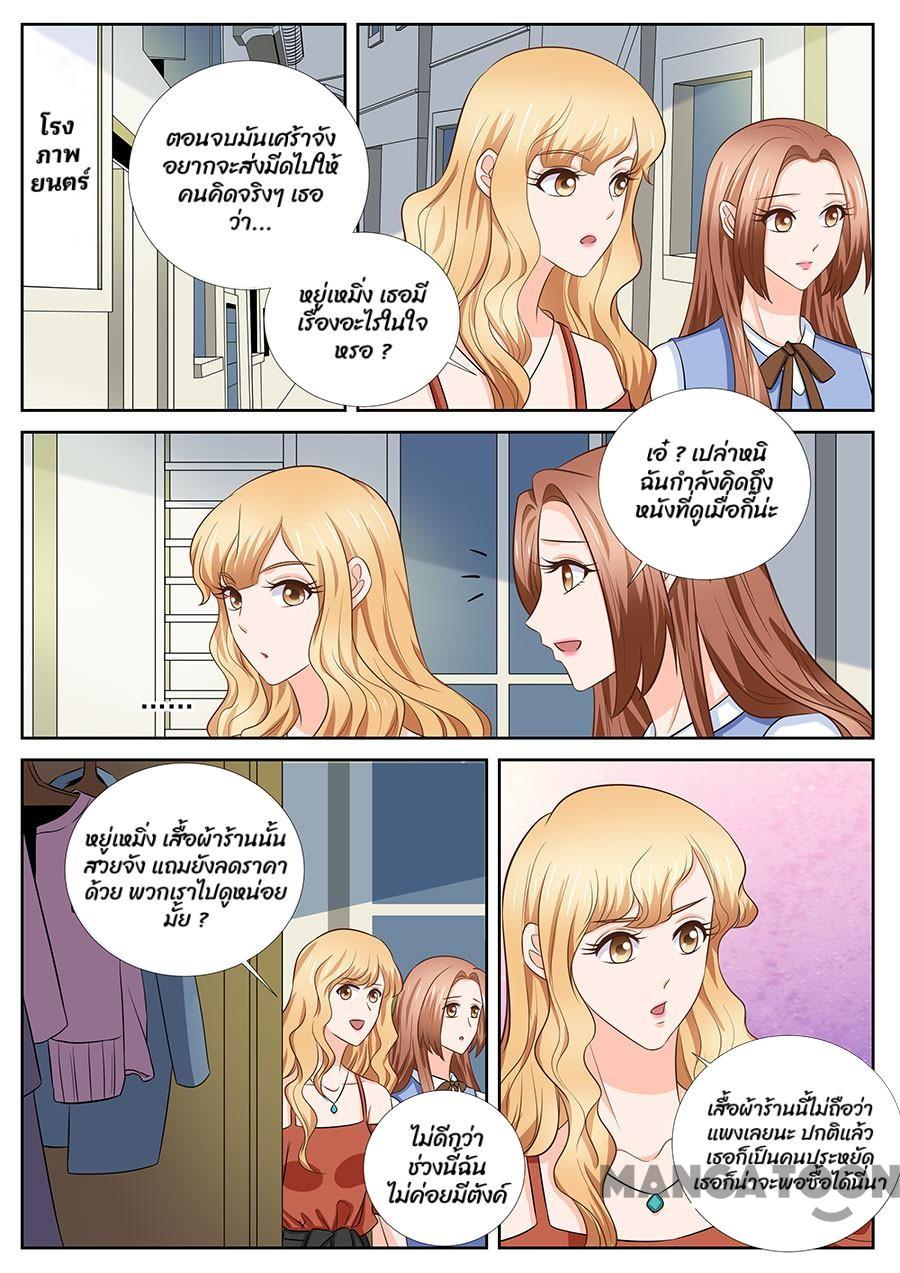 โรง
ภาพ
ยนตร์
ตอนจบมันเศร้าจัง
อยากจะส่งมีดไปให้
คนคิดจริงๆ เธอ
ว่า...
หยู่เหมิ่ง เธอมี
เรื่องอะไรในใจ
หรอ ?
เอ๋ ? เปล่าหนิ
ฉันกำลังคิดถึง
หนังที่ดูเมื่อกี๊น่ะ
.......
หยู่เหมิ่ง เสื้อผ้าร้านนั้น
สวยจัง แถมยังลดราคา
ด้วย พวกเราไปดูหน่อย
มั้ย ?
ไม่ดีกว่า
ช่วงนี้ฉัน
ไม่ค่อยมีตังค์
เสื้อผ้าร้านนี้ไม่ถือว่า
แพงเลยนะ ปกติแล้ว
เธอก็เป็นคนประหยัด
เธอก็น่าจะพอซื้อได้นี่นา
MANGATOON